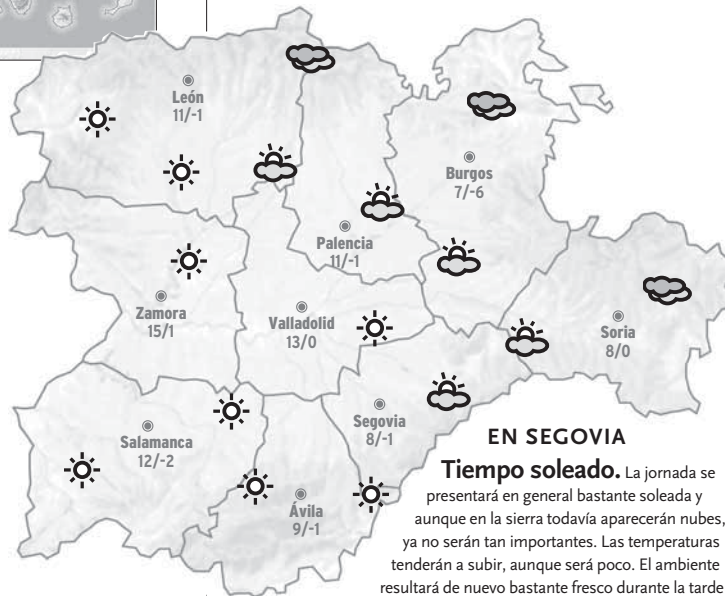 León
11/-1
Burgos
7/-6
Palencia
11/-1
Zamora
15/1
Valladolid
13/0
Soria
8/0
Segovia
8/-1
Salamanca
12/-2
Ávila
9/-1
EN SEGOVIA
Tiempo soleado. La jornada se
presentará en general bastante soleada y
aunque en la sierra todavía aparecerán nubes,
ya no serán tan importantes. Las temperaturas
tenderán a subir, aunque será poco. El ambiente
resultará de nuevo bastante fresco durante la tarde